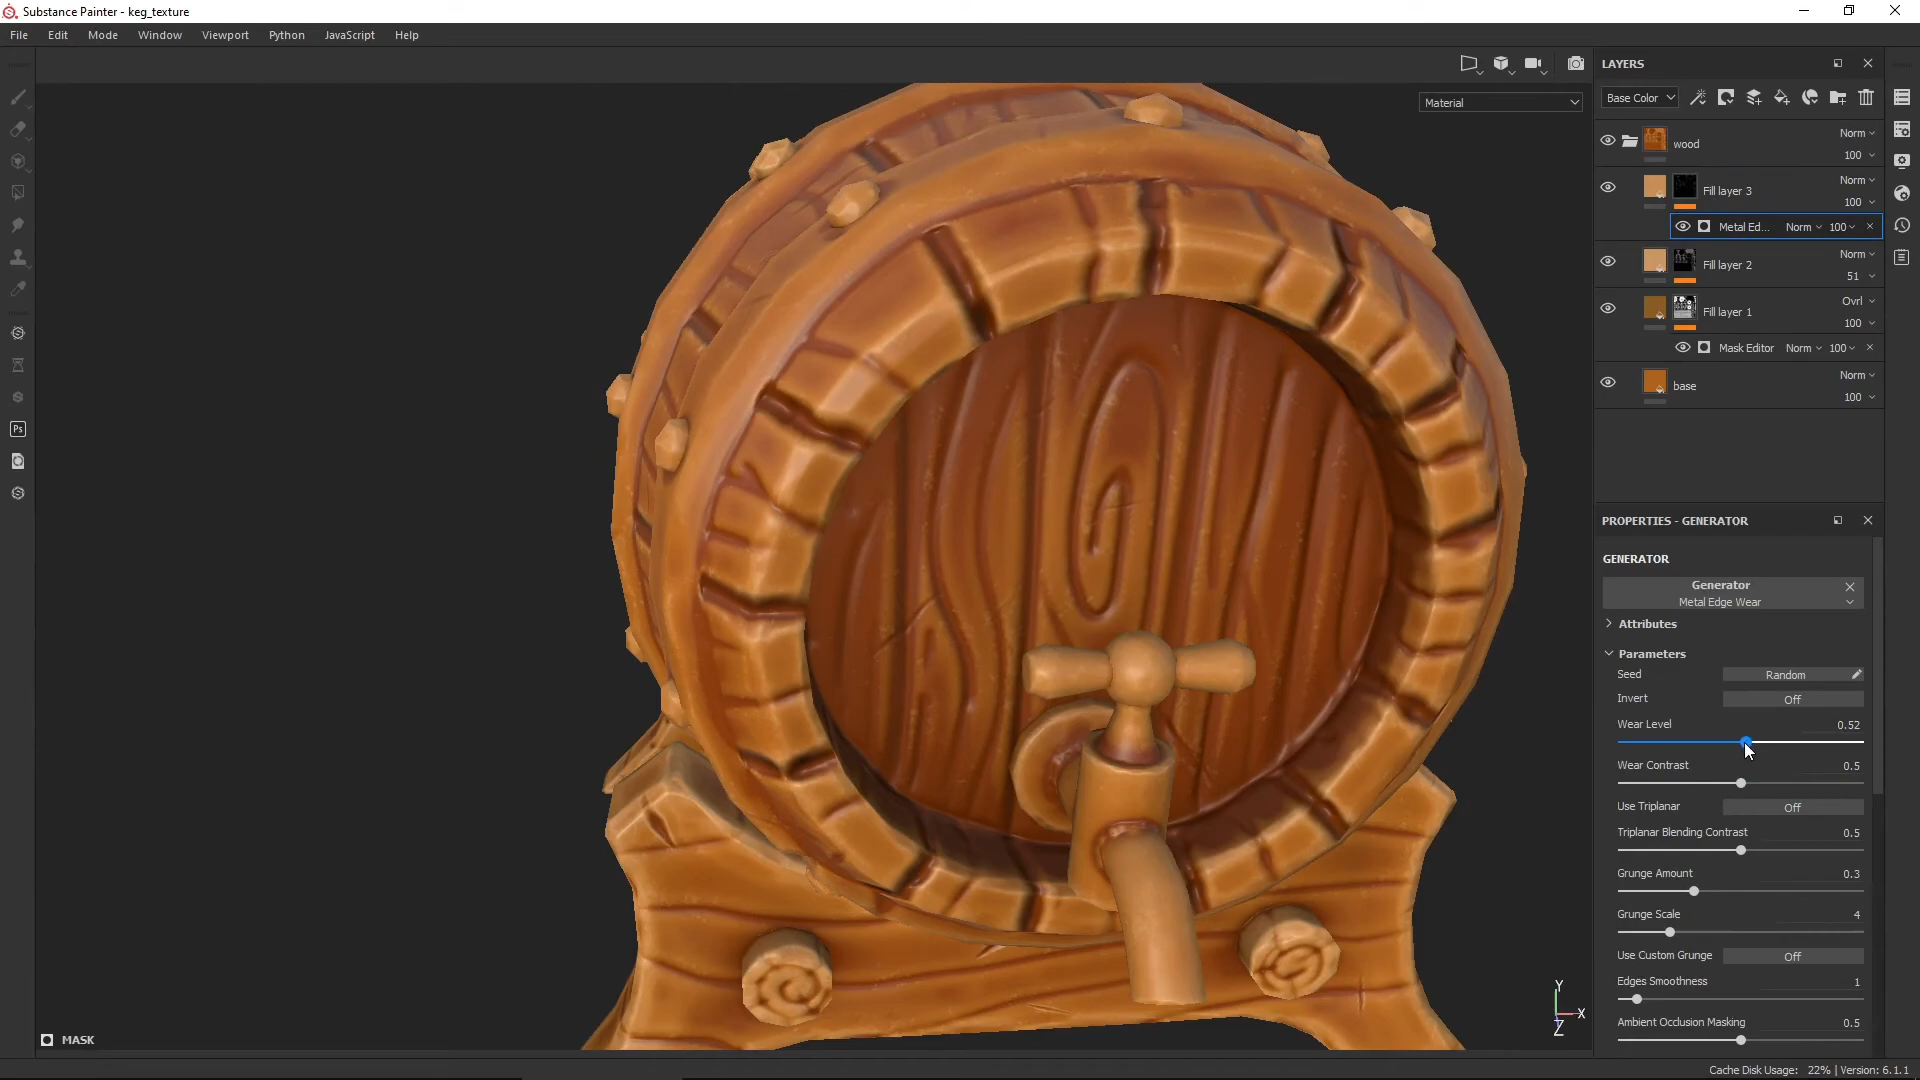 Substance Painter - keg_texture
File Edit Mode Window Viewport Python JavaScript Help
Material
LAYERS
Base Color
wood Norm 100
Fill layer 3 Norm 100
Metal Ed... Norm 100
Fill layer 2 Norm 51
Fill layer 1 Ovrl 100
Mask Editor Norm 100
base Norm 100
Ps
PROPERTIES - GENERATOR
GENERATOR
Generator
Metal Edge Wear
Attributes
Parameters
Seed Random
Invert Off
Wear Level 0.52
Wear Contrast 0.5
Use Triplanar Off
Triplanar Blending Contrast 0.5
Grunge Amount 0.3
Grunge Scale 4
Use Custom Grunge Off
Edges Smoothness 1
Ambient Occlusion Masking 0.5
Y
X
Z
MASK
Cache Disk Usage: 22% | Version: 6.1.1